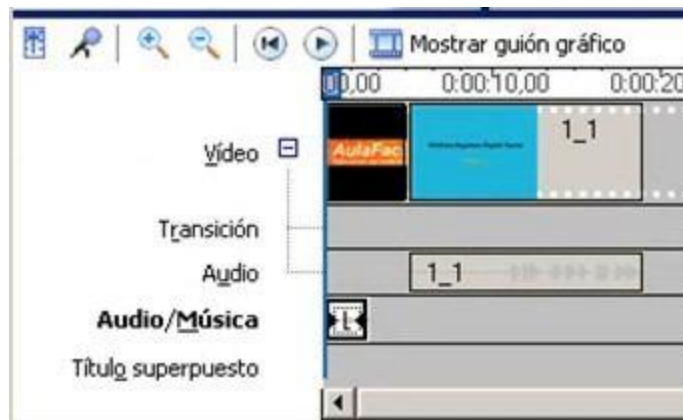 Mostrar guión gráfico
00,00 0:00:10,00 0:00:20
Vídeo
AulaFac
1_1
Transición
Audio
1_1
Audio/Música
Título superpuesto